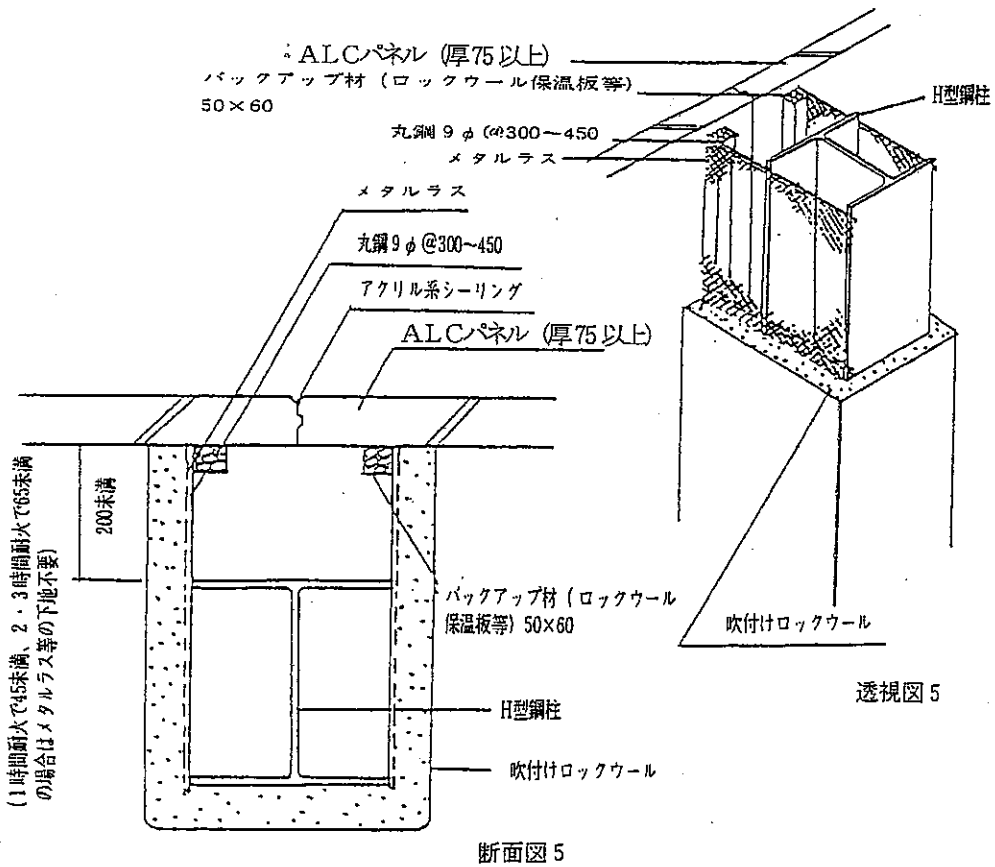 ALCパネル (厚75以上)
バックアップ材 (ロックウール保温板等)
50×60
H型鋼柱
丸鋼9φ@300~450
メタルラス
メタルラス
丸鋼9φ@300~450
アクリル系シーリング
ALCパネル (厚75以上)
200未満
(1時間耐火で45未満、2・3時間耐火で65未満
の場合はメタルラス等の下地不要)
バックアップ材 (ロックウール
保温板等) 50×60
H型鋼柱
吹付けロックウール
吹付けロックウール
透視図5
断面図5